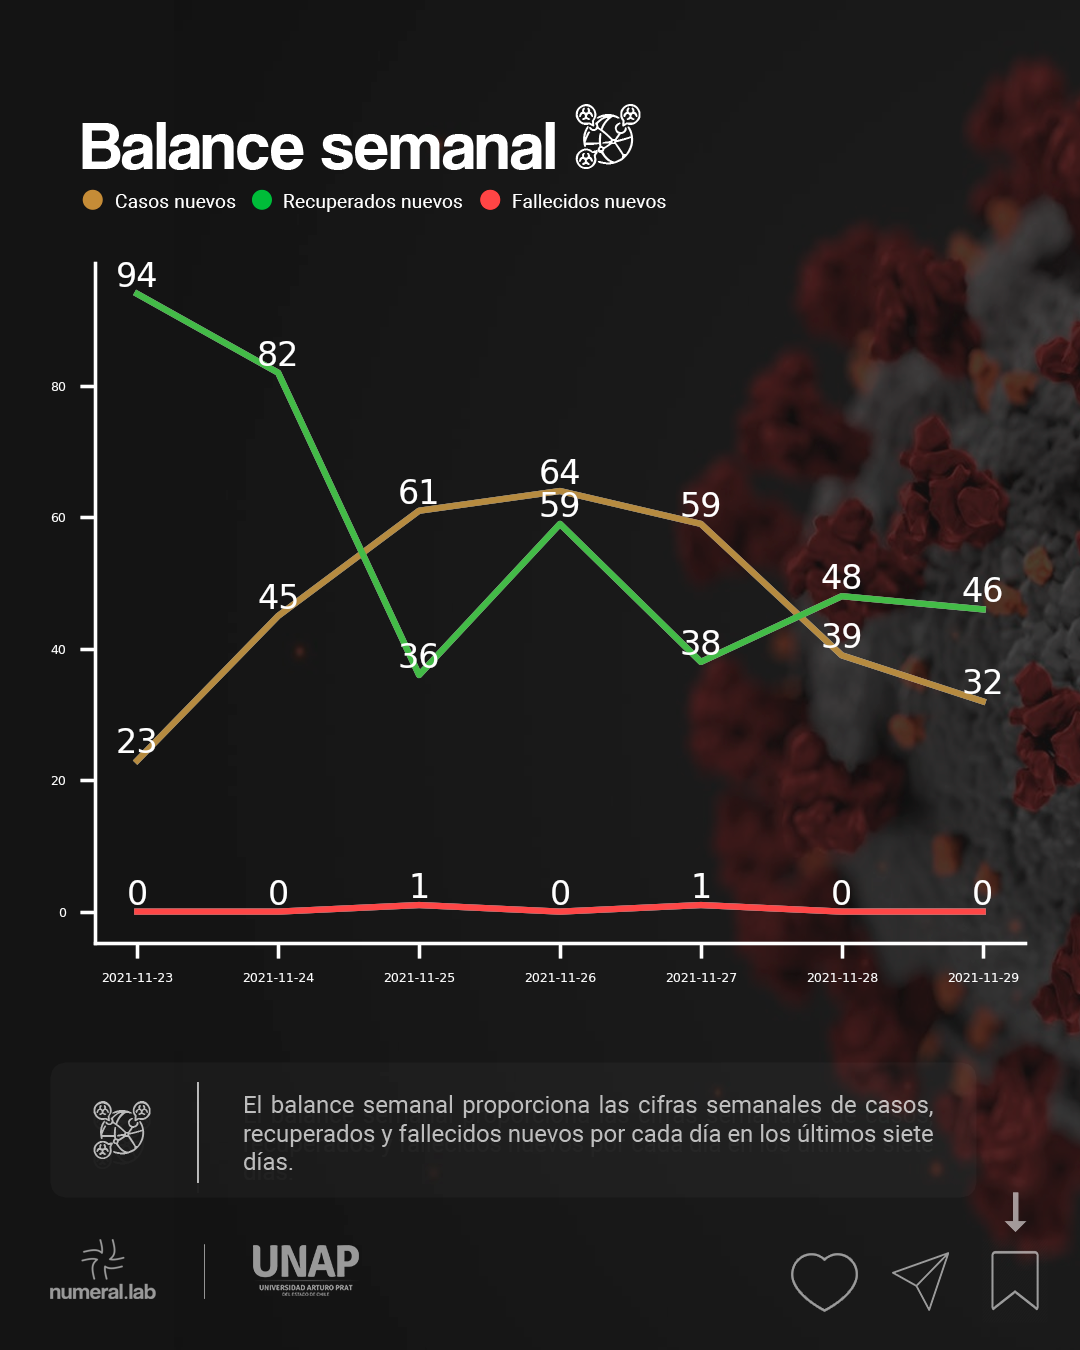 Balance semanal
Casos nuevos Recuperados nuevos Fallecidos nuevos
94
82
80
64
61
59
59
60
48
46
45
39
38
36
40
32
23
20
0 0 1 0 1 0 0
0
2021-11-23 2021-11-24 2021-11-25 2021-11-26 2021-11-27 2021-11-28 2021-11-29
El balance semanal proporciona las cifras semanales de casos,
recuperados y fallecidos nuevos por cada día en los últimos siete
días.
numeral.lab
UNAP
UNIVERSIDAD ARTURO PRAT
DEL ESTADO DE CHILE